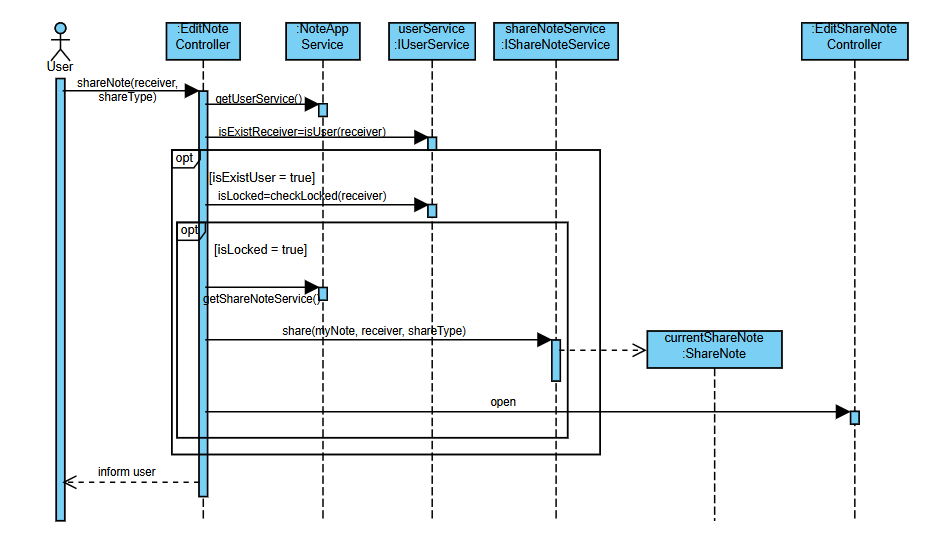 :EditNote
Controller
:NoteApp
Service
userService
:IUserService
shareNoteService
:IShareNoteService
:EditShareNote
Controller
User
shareNote(receiver,
shareType)
getUserService()
isExistReceiver=isUser(receiver)
opt
[isExistUser = true]
isLocked=checkLocked(receiver)
opt
[isLocked = true]
getShareNoteService()
share(myNote, receiver, shareType)
currentShareNote
:ShareNote
open
inform user